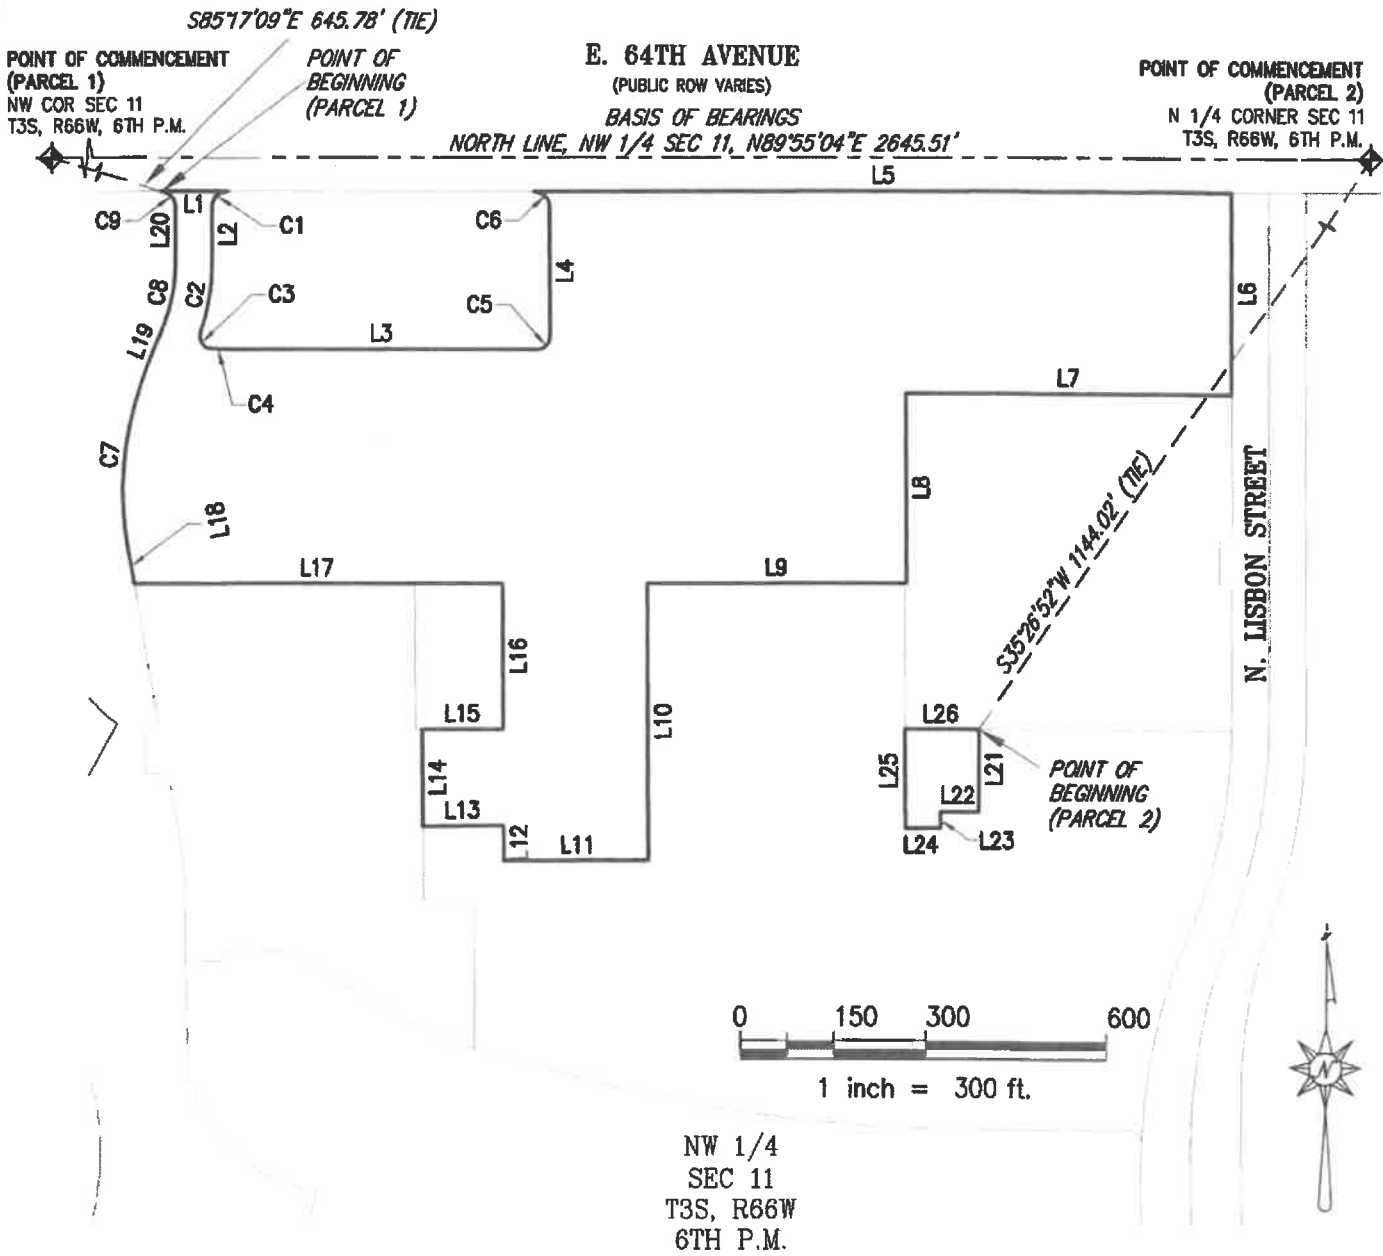 S85°17'09"E 645.78' (TIE)
POINT OF COMMENCEMENT
(PARCEL 1)
NW COR SEC 11
T3S, R66W, 6TH P.M.
POINT OF
BEGINNING
(PARCEL 1)
E. 64TH AVENUE
(PUBLIC ROW VARIES)
BASIS OF BEARINGS
NORTH LINE, NW 1/4 SEC 11, N89°55'04"E 2645.51'
POINT OF COMMENCEMENT
(PARCEL 2)
N 1/4 CORNER SEC 11
T3S, R66W, 6TH P.M.
L5
C9
L1
L20
L2
C1
C6
C8
C2
C3
C5
L4
L6
L19
L3
C4
L7
C7
L18
L8
S35°26'52"W 1144.02' (TIE)
N. LISBON STREET
L17
L9
L16
L10
L15
L14
L13
12
L11
L26
L25
L21
L22
L24
L23
POINT OF
BEGINNING
(PARCEL 2)
0 150 300 600
1 inch = 300 ft.
N
NW 1/4
SEC 11
T3S, R66W
6TH P.M.